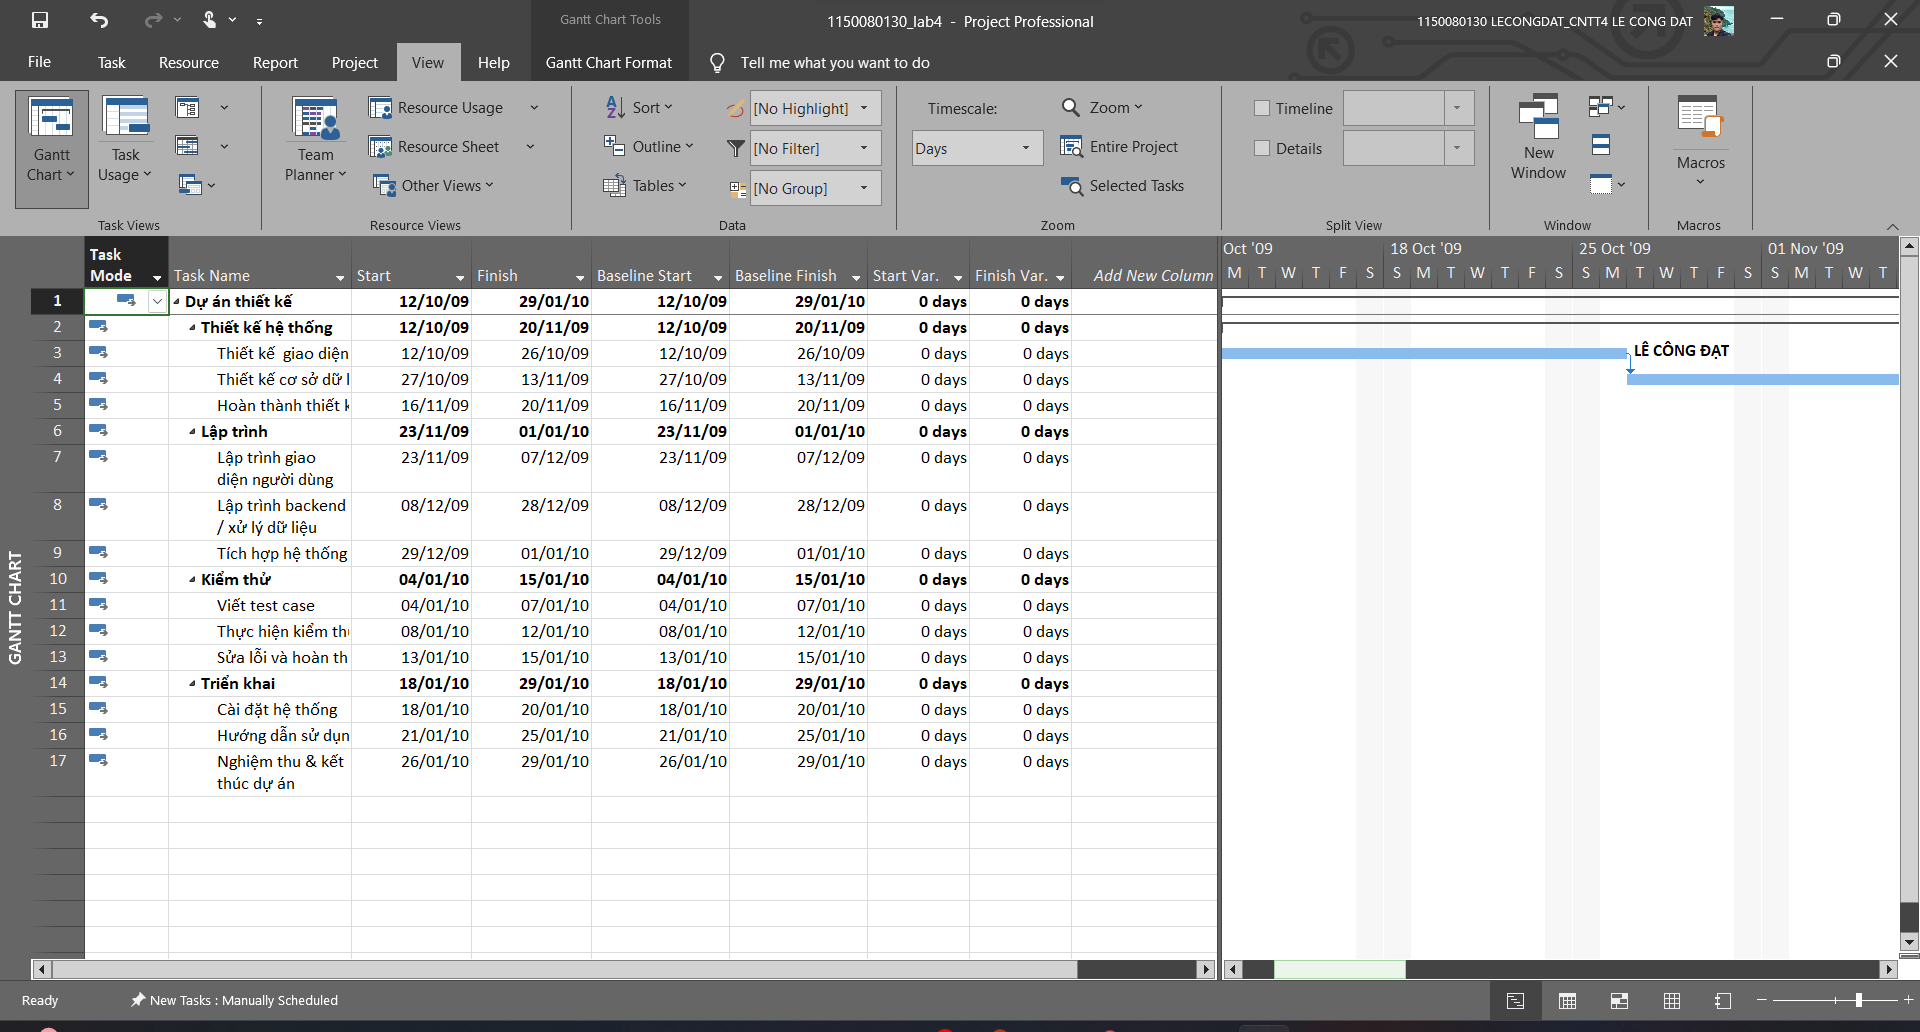 Gantt Chart Tools
1150080130_lab4 - Project Professional
1150080130 LECONGDAT_CNTT4 LE CONG DAT
File Task Resource Report Project View Help Gantt Chart Format Tell me what you want to do
Gantt Chart
Task Usage
Task Views
Team Planner
Resource Usage
Resource Sheet
Other Views
Resource Views
Sort
Outline
Tables
[No Highlight]
[No Filter]
[No Group]
Data
Timescale:
Days
Zoom
Entire Project
Selected Tasks
Zoom
Timeline
Details
Split View
New Window
Window
Macros
Macros
Task Mode Task Name Start Finish Baseline Start Baseline Finish Start Var. Finish Var. Add New Column
1 Dự án thiết kế 12/10/09 29/01/10 12/10/09 29/01/10 0 days 0 days
2 Thiết kế hệ thống 12/10/09 20/11/09 12/10/09 20/11/09 0 days 0 days
3 Thiết kế giao diện 12/10/09 26/10/09 12/10/09 26/10/09 0 days 0 days
4 Thiết kế cơ sở dữ l 27/10/09 13/11/09 27/10/09 13/11/09 0 days 0 days
5 Hoàn thành thiết k 16/11/09 20/11/09 16/11/09 20/11/09 0 days 0 days
6 Lập trình 23/11/09 01/01/10 23/11/09 01/01/10 0 days 0 days
7 Lập trình giao diện người dùng 23/11/09 07/12/09 23/11/09 07/12/09 0 days 0 days
8 Lập trình backend / xử lý dữ liệu 08/12/09 28/12/09 08/12/09 28/12/09 0 days 0 days
9 Tích hợp hệ thống 29/12/09 01/01/10 29/12/09 01/01/10 0 days 0 days
10 Kiểm thử 04/01/10 15/01/10 04/01/10 15/01/10 0 days 0 days
11 Viết test case 04/01/10 07/01/10 04/01/10 07/01/10 0 days 0 days
12 Thực hiện kiểm thử 08/01/10 12/01/10 08/01/10 12/01/10 0 days 0 days
13 Sửa lỗi và hoàn th 13/01/10 15/01/10 13/01/10 15/01/10 0 days 0 days
14 Triển khai 18/01/10 29/01/10 18/01/10 29/01/10 0 days 0 days
15 Cài đặt hệ thống 18/01/10 20/01/10 18/01/10 20/01/10 0 days 0 days
16 Hướng dẫn sử dụn 21/01/10 25/01/10 21/01/10 25/01/10 0 days 0 days
17 Nghiệm thu & kết thúc dự án 26/01/10 29/01/10 26/01/10 29/01/10 0 days 0 days
Oct '09 18 Oct '09 25 Oct '09 01 Nov '09
M T W T F S S M T W T F S S M T W T F S S M T W T
LÊ CÔNG ĐẠT
GANTT CHART
Ready New Tasks : Manually Scheduled